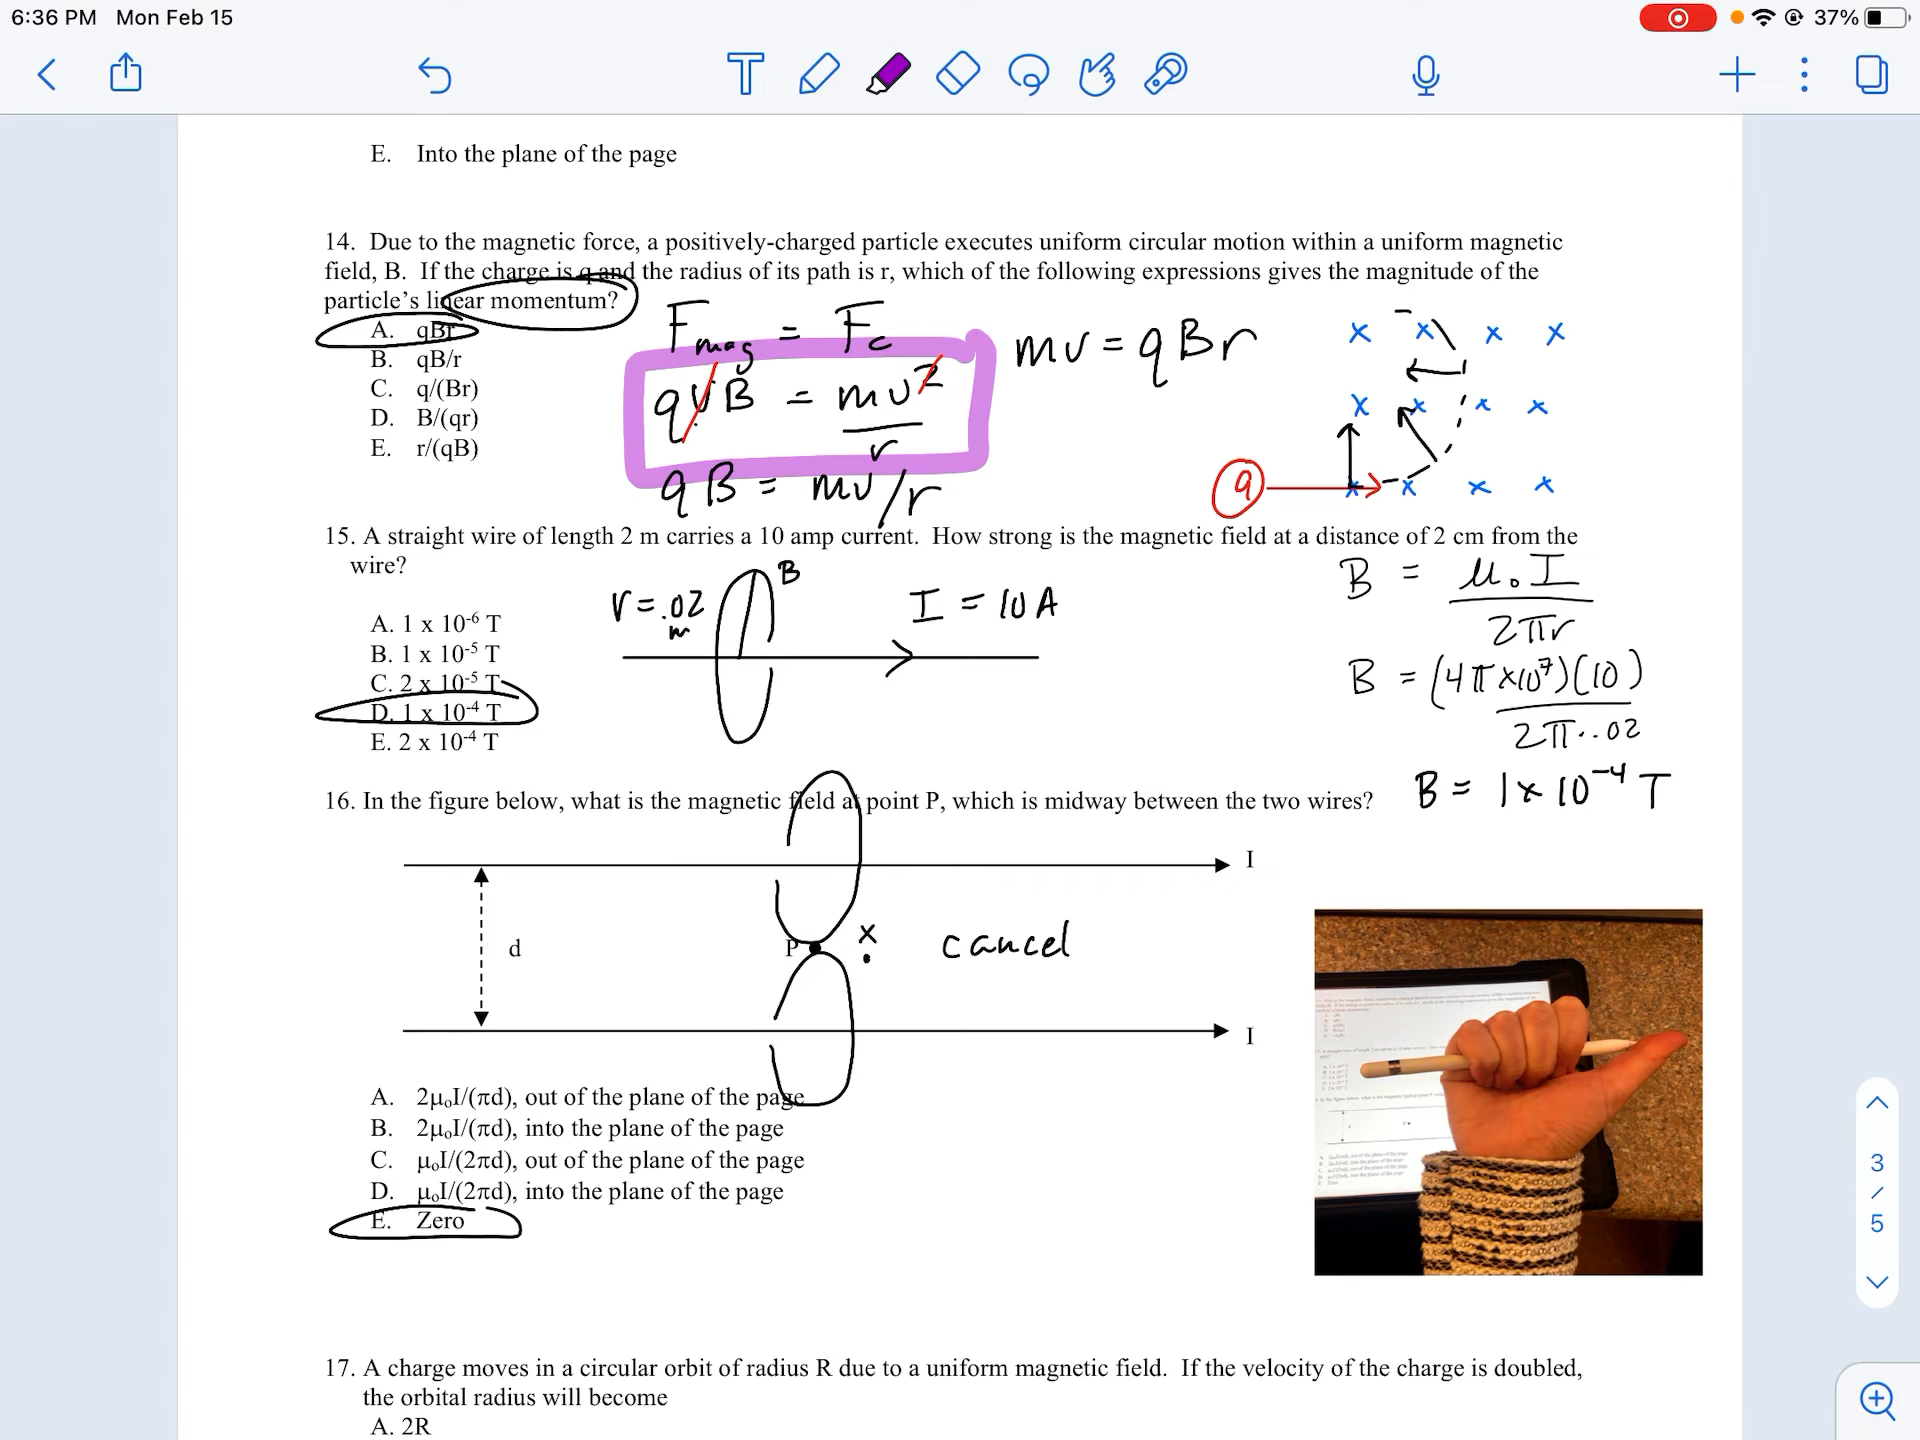 6:36 PM Mon Feb 15
37%
E. Into the plane of the page
14. Due to the magnetic force, a positively-charged particle executes uniform circular motion within a uniform magnetic
field, B. If the charge is q and the radius of its path is r, which of the following expressions gives the magnitude of the
particle's linear momentum?
A. qBr
B. qB/r
C. q/(Br)
D. B/(qr)
E. r/(qB)
Fmag = Fc
qvB = mv²/r
qB = mv/r
mv = qBr
x x x x
x x x x
q
x x x x
15. A straight wire of length 2 m carries a 10 amp current. How strong is the magnetic field at a distance of 2 cm from the
wire?
A. 1 x 10⁻⁶ T
B. 1 x 10⁻⁵ T
C. 2 x 10⁻⁵ T
D. 1 x 10⁻⁴ T
E. 2 x 10⁻⁴ T
r = .02 m
B
I = 10 A
B = μ₀I
2πr
B = (4π×10⁷)(10)
2π·.02
B = 1 × 10⁻⁴ T
16. In the figure below, what is the magnetic field at point P, which is midway between the two wires?
I
d
P
x
cancel
I
A. 2μ₀I/(πd), out of the plane of the page
B. 2μ₀I/(πd), into the plane of the page
C. μ₀I/(2πd), out of the plane of the page
D. μ₀I/(2πd), into the plane of the page
E. Zero
3
/
5
17. A charge moves in a circular orbit of radius R due to a uniform magnetic field. If the velocity of the charge is doubled,
the orbital radius will become
A. 2R